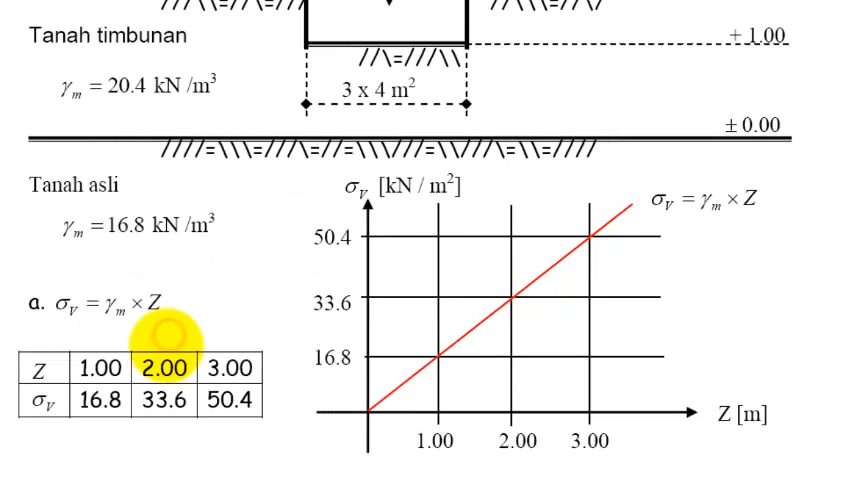 Tanah timbunan
+ 1.00
γm = 20.4 kN /m³
3 x 4 m²
± 0.00
Tanah asli
σV [kN / m²]
σV = γm × Z
γm = 16.8 kN /m³
50.4
a. σV = γm × Z
33.6
16.8
Z 1.00 2.00 3.00
σV 16.8 33.6 50.4
Z [m]
1.00 2.00 3.00